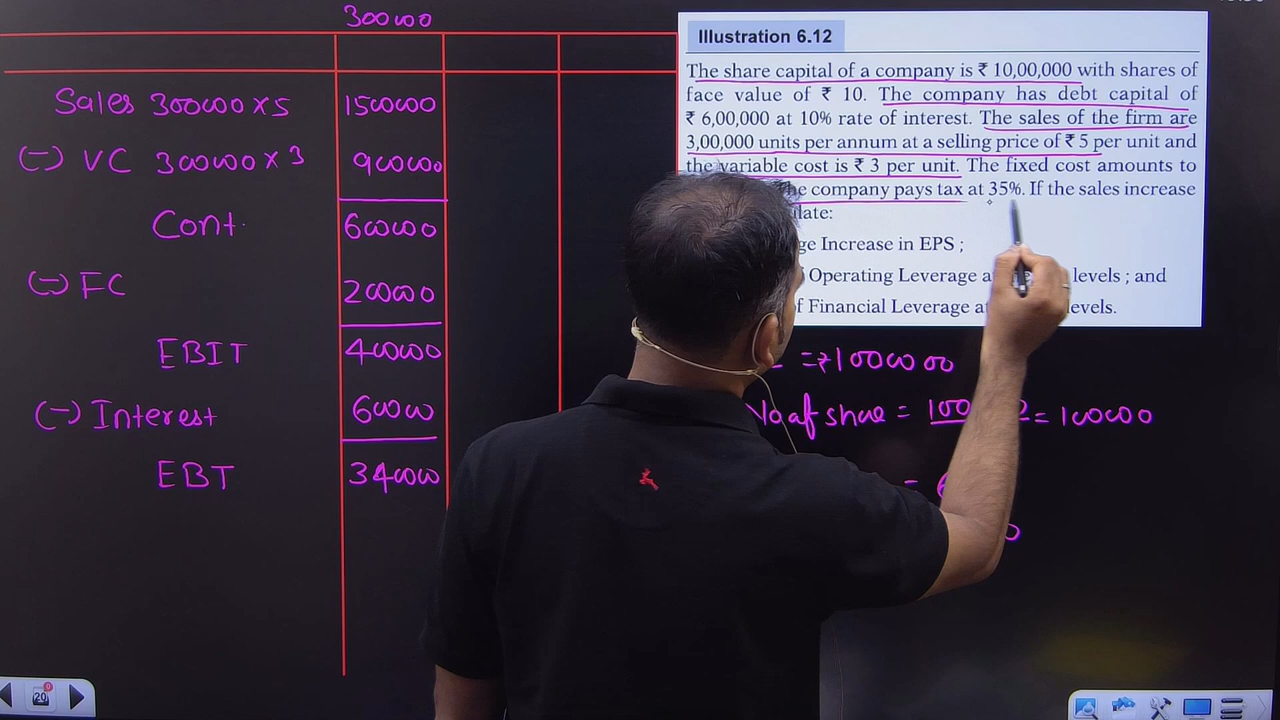 300000
Sales 300000 x 5 1500000
(-) VC 300000 x 3 900000
Cont. 600000
(-) FC 200000
EBIT 400000
(-) Interest 60000
EBT 340000
Illustration 6.12
The share capital of a company is ₹ 10,00,000 with shares of
face value of ₹ 10. The company has debt capital of
₹ 6,00,000 at 10% rate of interest. The sales of the firm are
3,00,000 units per annum at a selling price of ₹ 5 per unit and
the variable cost is ₹ 3 per unit. The fixed cost amounts to
company pays tax at 35%. If the sales increase
Increase in EPS ;
Operating Leverage levels ; and
Financial Leverage levels.
= ₹ 1000000
of share = = 100000
=
20